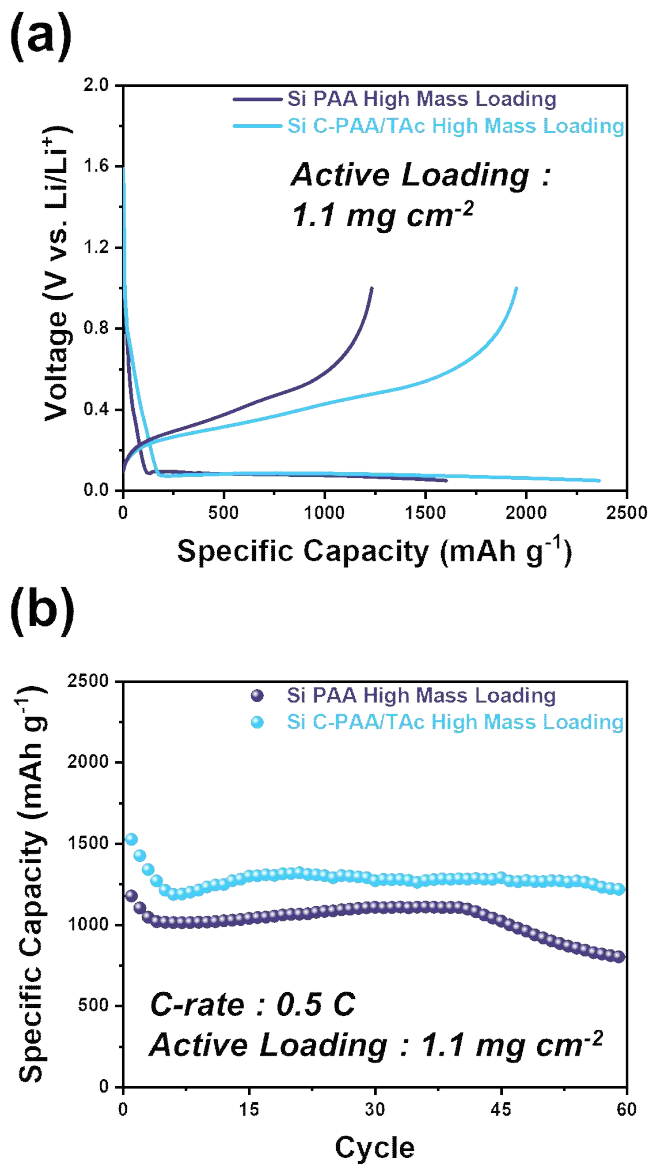 (a)
2.0
1.6
1.2
0.8
0.4
0.0
Voltage (V vs. Li/Li⁺)
Si PAA High Mass Loading
Si C-PAA/TAc High Mass Loading
Active Loading :
1.1 mg cm⁻²
0 500 1000 1500 2000 2500
Specific Capacity (mAh g⁻¹)
(b)
2500
2000
1500
1000
500
0
Specific Capacity (mAh g⁻¹)
Si PAA High Mass Loading
Si C-PAA/TAc High Mass Loading
C-rate : 0.5 C
Active Loading : 1.1 mg cm⁻²
0 15 30 45 60
Cycle